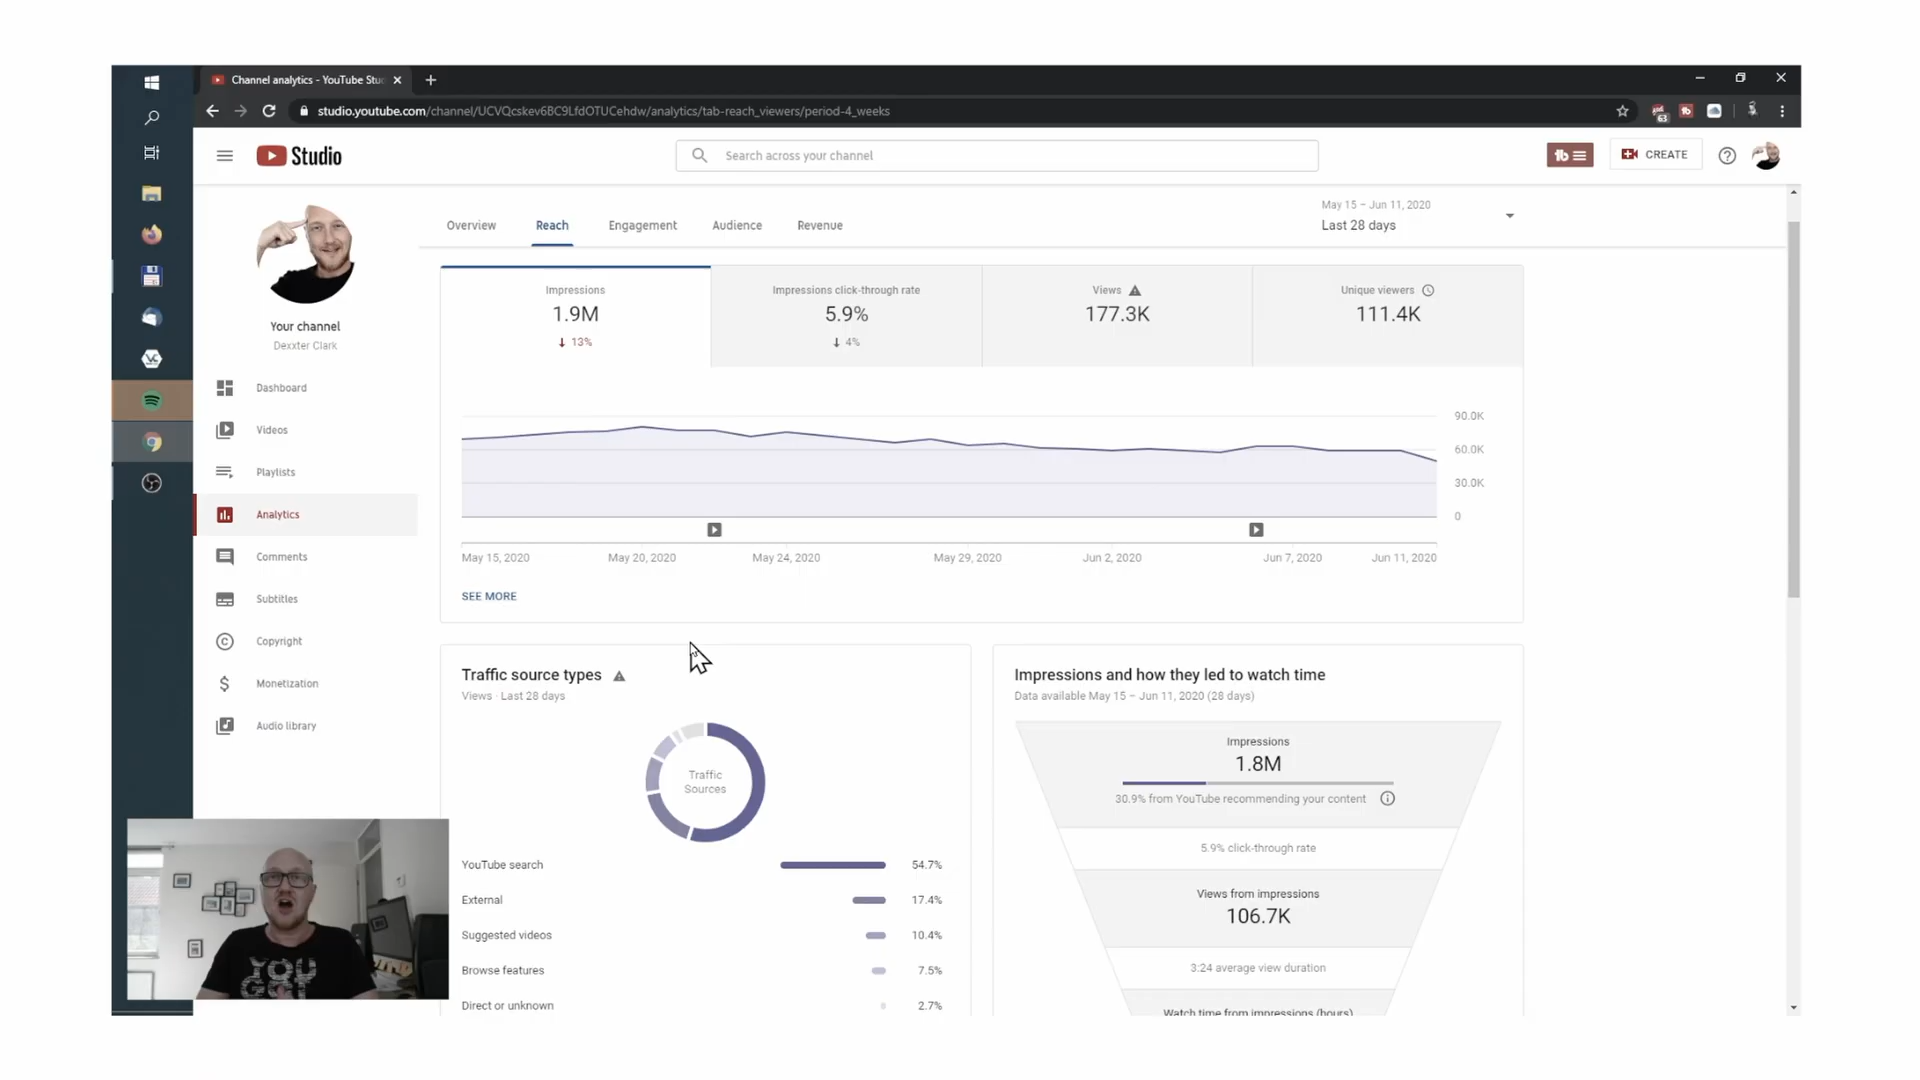 Channel analytics - YouTube Stu
studio.youtube.com/channel/UCVQcskev6BC9LfdOTUCehdw/analytics/tab-reach_viewers/period-4_weeks
63
Studio
Search across your channel
CREATE
Your channel
Dexxter Clark
Dashboard
Videos
Playlists
Analytics
Comments
Subtitles
Copyright
Monetization
Audio library
Overview
Reach
Engagement
Audience
Revenue
May 15 – Jun 11, 2020
Last 28 days
Impressions
1.9M
13%
Impressions click-through rate
5.9%
4%
Views
177.3K
Unique viewers
111.4K
90.0K
60.0K
30.0K
0
May 15, 2020
May 20, 2020
May 24, 2020
May 29, 2020
Jun 2, 2020
Jun 7, 2020
Jun 11, 2020
SEE MORE
Traffic source types
Views · Last 28 days
Traffic
Sources
YouTube search 54.7%
External 17.4%
Suggested videos 10.4%
Browse features 7.5%
Direct or unknown 2.7%
Impressions and how they led to watch time
Data available May 15 – Jun 11, 2020 (28 days)
Impressions
1.8M
30.9% from YouTube recommending your content
5.9% click-through rate
Views from impressions
106.7K
3:24 average view duration
Watch time from impressions (hours)
YOU
GOT